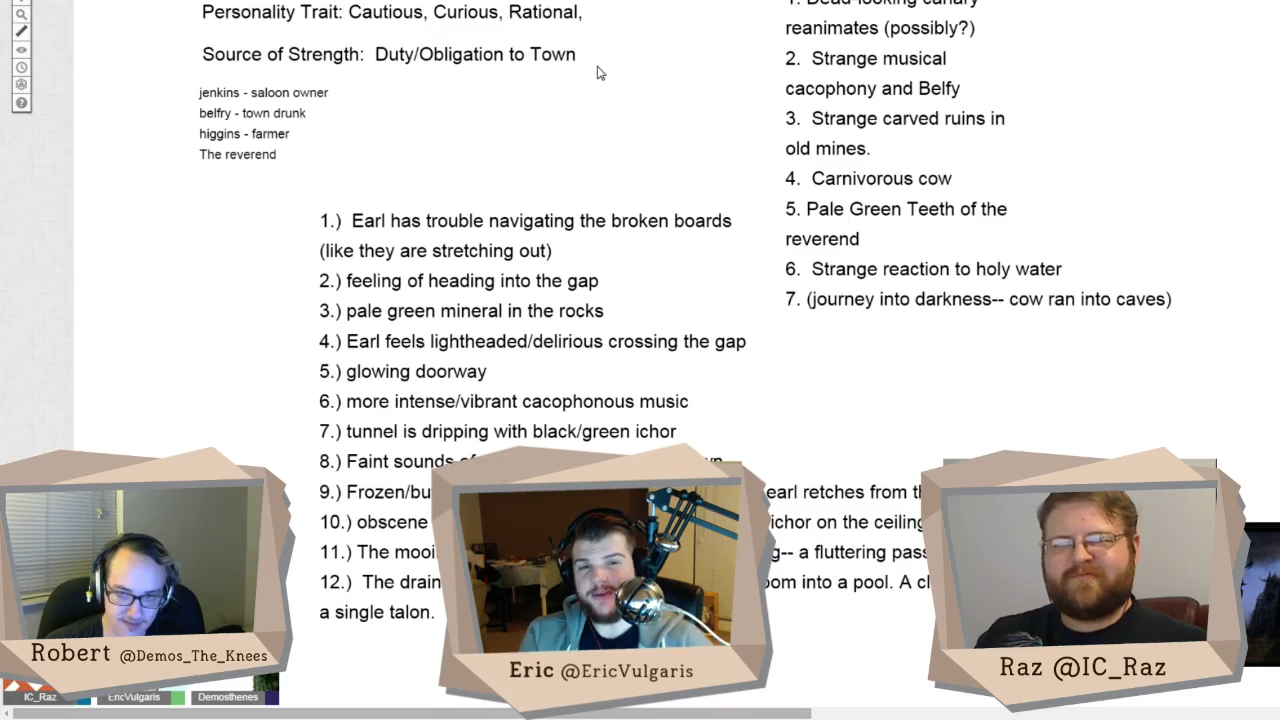 Personality Trait: Cautious, Curious, Rational,
Source of Strength: Duty/Obligation to Town
jenkins - saloon owner
belfry - town drunk
higgins - farmer
The reverend
1. Dead-looking canary
reanimates (possibly?)
2. Strange musical
cacophony and Belfy
3. Strange carved ruins in
old mines.
4. Carnivorous cow
5. Pale Green Teeth of the
reverend
6. Strange reaction to holy water
7. (journey into darkness-- cow ran into caves)
1.) Earl has trouble navigating the broken boards
(like they are stretching out)
2.) feeling of heading into the gap
3.) pale green mineral in the rocks
4.) Earl feels lightheaded/delirious crossing the gap
5.) glowing doorway
6.) more intense/vibrant cacophonous music
7.) tunnel is dripping with black/green ichor
8.) Faint sounds
9.) earl retches from
10.) obscene ichor on the ceiling
11.) The -- a fluttering
12.) The into a pool. A
a single talon.
Robert @Demos_The_Knees
Eric @EricVulgaris
Raz @IC_Raz
IC_Raz EricVulgaris Demosthenes